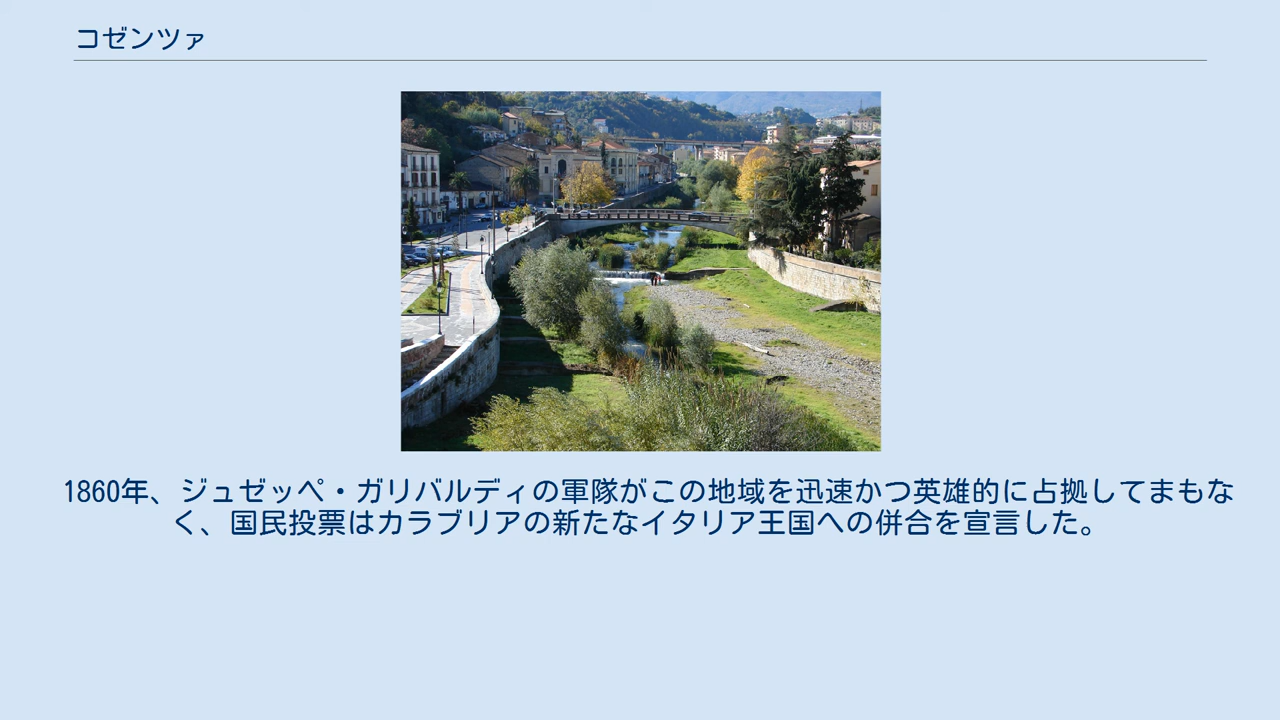 コゼンツァ
1860年、ジュゼッペ・ガリバルディの軍隊がこの地域を迅速かつ英雄的に占拠してまもな
く、国民投票はカラブリアの新たなイタリア王国への併合を宣言した。